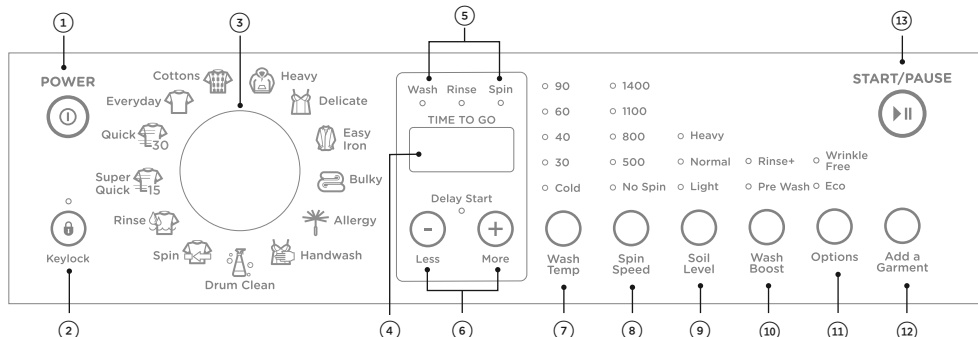 1
3
5
13
POWER
Cottons
Heavy
Everyday
Delicate
Quick
30
Easy
Iron
Super
Quick
15
Bulky
Rinse
Allergy
Spin
Handwash
Drum Clean
Keylock
Wash Rinse Spin
TIME TO GO
Delay Start
- +
Less More
90
60
40
30
Cold
Wash
Temp
1400
1100
800
500
No Spin
Spin
Speed
Heavy
Normal
Light
Soil
Level
Rinse+
Pre Wash
Wash
Boost
Wrinkle
Free
Eco
Options
Add a
Garment
START/PAUSE
2
4
6
7
8
9
10
11
12